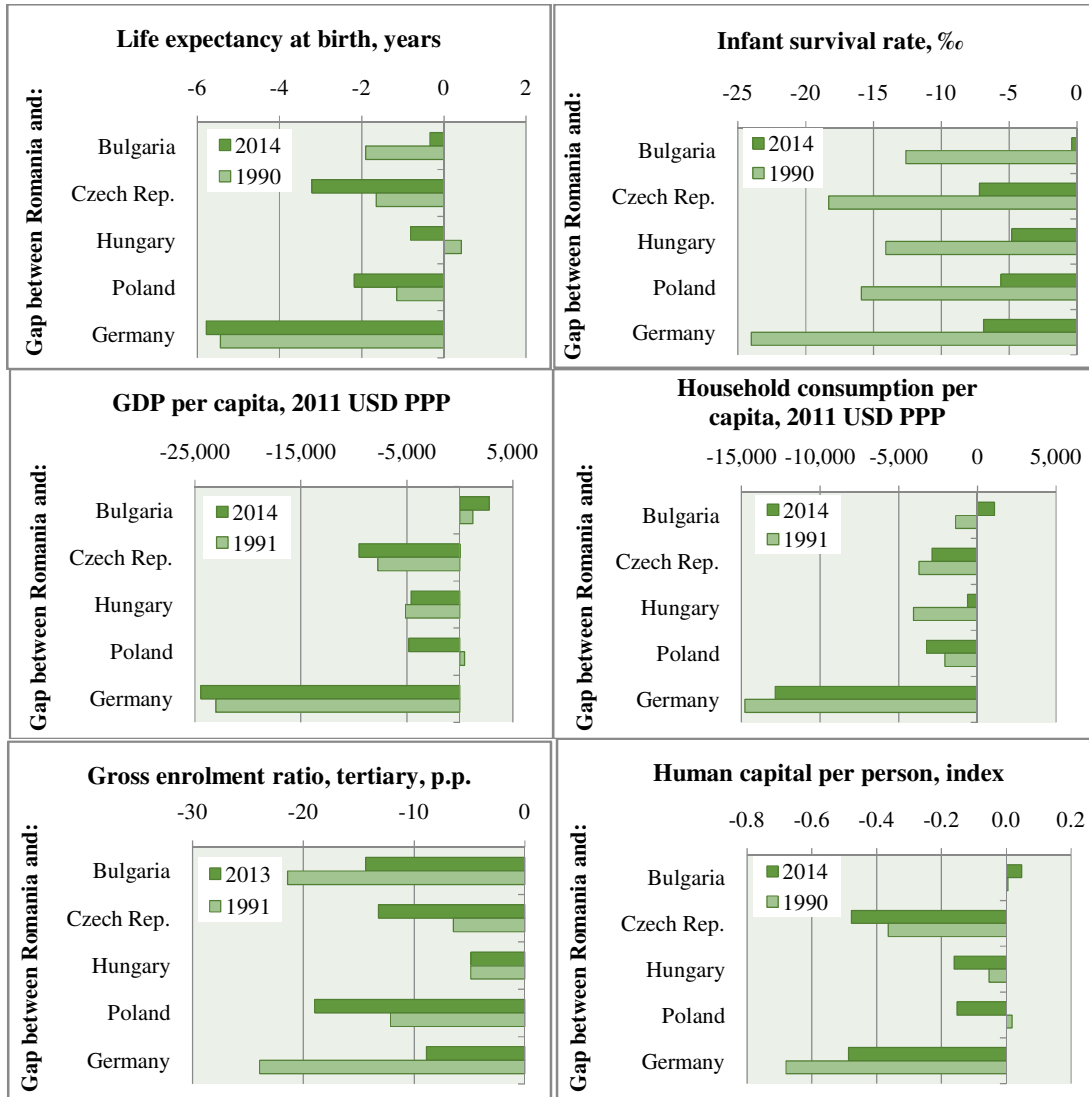 Life expectancy at birth, years
Gap between Romania and:
-6 -4 -2 0 2
2014
1990
Bulgaria
Czech Rep.
Hungary
Poland
Germany
Infant survival rate, ‰
Gap between Romania and:
-25 -20 -15 -10 -5 0
2014
1990
Bulgaria
Czech Rep.
Hungary
Poland
Germany
GDP per capita, 2011 USD PPP
Gap between Romania and:
-25,000 -15,000 -5,000 5,000
2014
1991
Bulgaria
Czech Rep.
Hungary
Poland
Germany
Household consumption per
capita, 2011 USD PPP
Gap between Romania and:
-15,000 -10,000 -5,000 0 5,000
2014
1991
Bulgaria
Czech Rep.
Hungary
Poland
Germany
Gross enrolment ratio, tertiary, p.p.
Gap between Romania and:
-30 -20 -10 0
2013
1991
Bulgaria
Czech Rep.
Hungary
Poland
Germany
Human capital per person, index
Gap between Romania and:
-0.8 -0.6 -0.4 -0.2 0.0 0.2
2014
1990
Bulgaria
Czech Rep.
Hungary
Poland
Germany